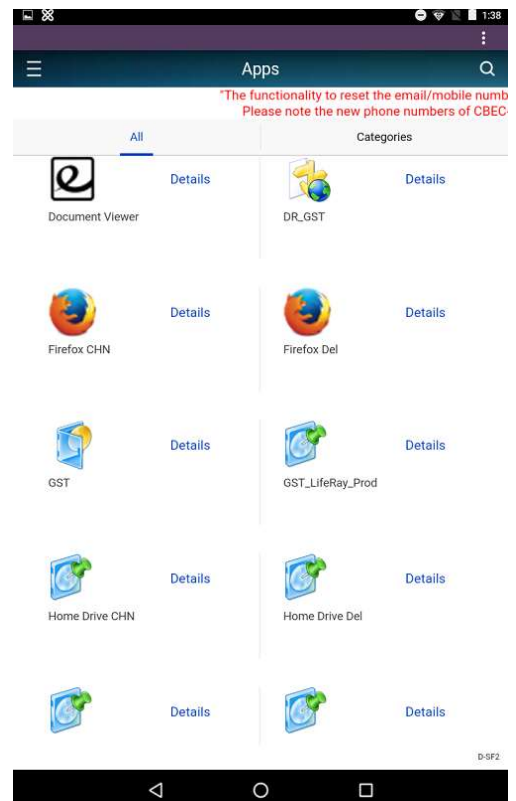 1:38
Apps
"The functionality to reset the email/mobile numb
Please note the new phone numbers of CBEC-
All
Categories
Details
Details
Document Viewer
DR_GST
Details
Details
Firefox CHN
Firefox Del
Details
Details
GST
GST_LifeRay_Prod
Details
Details
Home Drive CHN
Home Drive Del
Details
Details
D-SF2